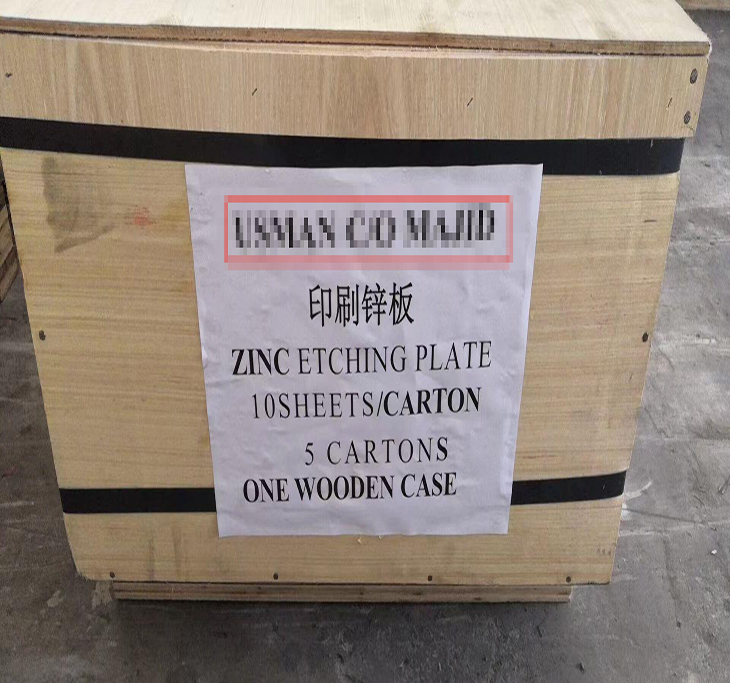 印刷锌板
ZINC ETCHING PLATE
10SHEETS/CARTON
5 CARTONS
ONE WOODEN CASE